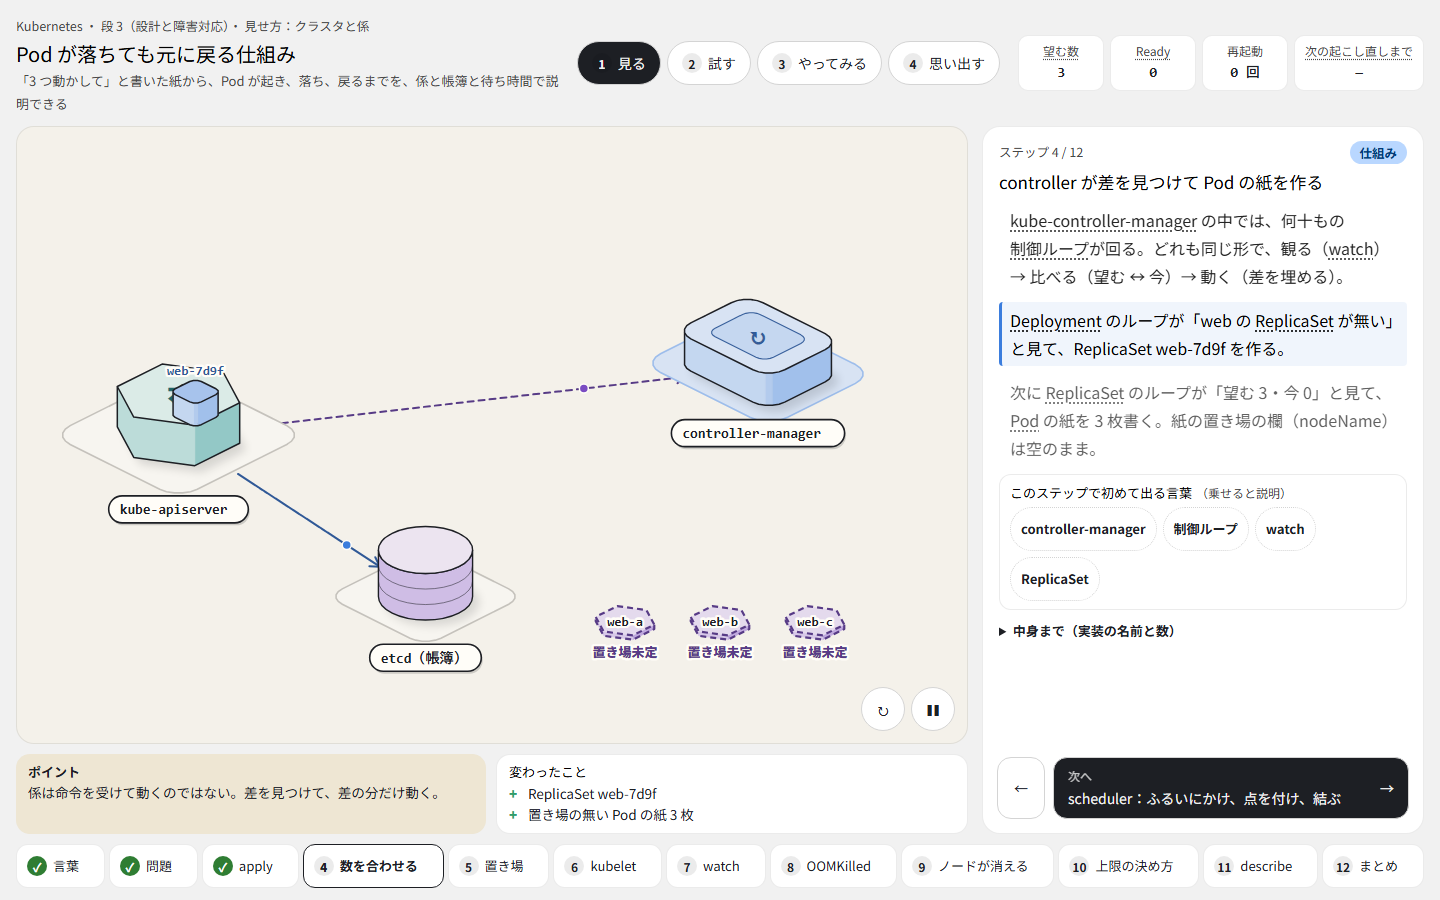 Kubernetes ・ 段 3（設計と障害対応）・ 見せ方：クラスタと係
Pod が落ちても元に戻る仕組み
「3 つ動かして」と書いた紙から、Pod が起き、落ち、戻るまでを、係と帳簿と待ち時間で説
明できる
1 見る
2 試す
3 やってみる
4 思い出す
望む数
3
Ready
0
再起動
0 回
次の起こし直しまで
–
web-7d9f
kube-apiserver
↻
controller-manager
etcd（帳簿）
web-a
置き場未定
web-b
置き場未定
web-c
置き場未定
↻
ステップ 4 / 12
仕組み
controller が差を見つけて Pod の紙を作る
kube-controller-manager の中では、何十もの
制御ループが回る。どれも同じ形で、観る（watch）
→ 比べる（望む ↔ 今）→ 動く（差を埋める）。
Deployment のループが「web の ReplicaSet が無い」
と見て、ReplicaSet web-7d9f を作る。
次に ReplicaSet のループが「望む 3・今 0」と見て、
Pod の紙を 3 枚書く。紙の置き場の欄（nodeName）
は空のまま。
このステップで初めて出る言葉 （乗せると説明）
controller-manager
制御ループ
watch
ReplicaSet
▶ 中身まで（実装の名前と数）
←
次へ
scheduler：ふるいにかけ、点を付け、結ぶ →
ポイント
係は命令を受けて動くのではない。差を見つけて、差の分だけ動く。
変わったこと
+ ReplicaSet web-7d9f
+ 置き場の無い Pod の紙 3 枚
✓ 言葉
✓ 問題
✓ apply
4 数を合わせる
5 置き場
6 kubelet
7 watch
8 OOMKilled
9 ノードが消える
10 上限の決め方
11 describe
12 まとめ